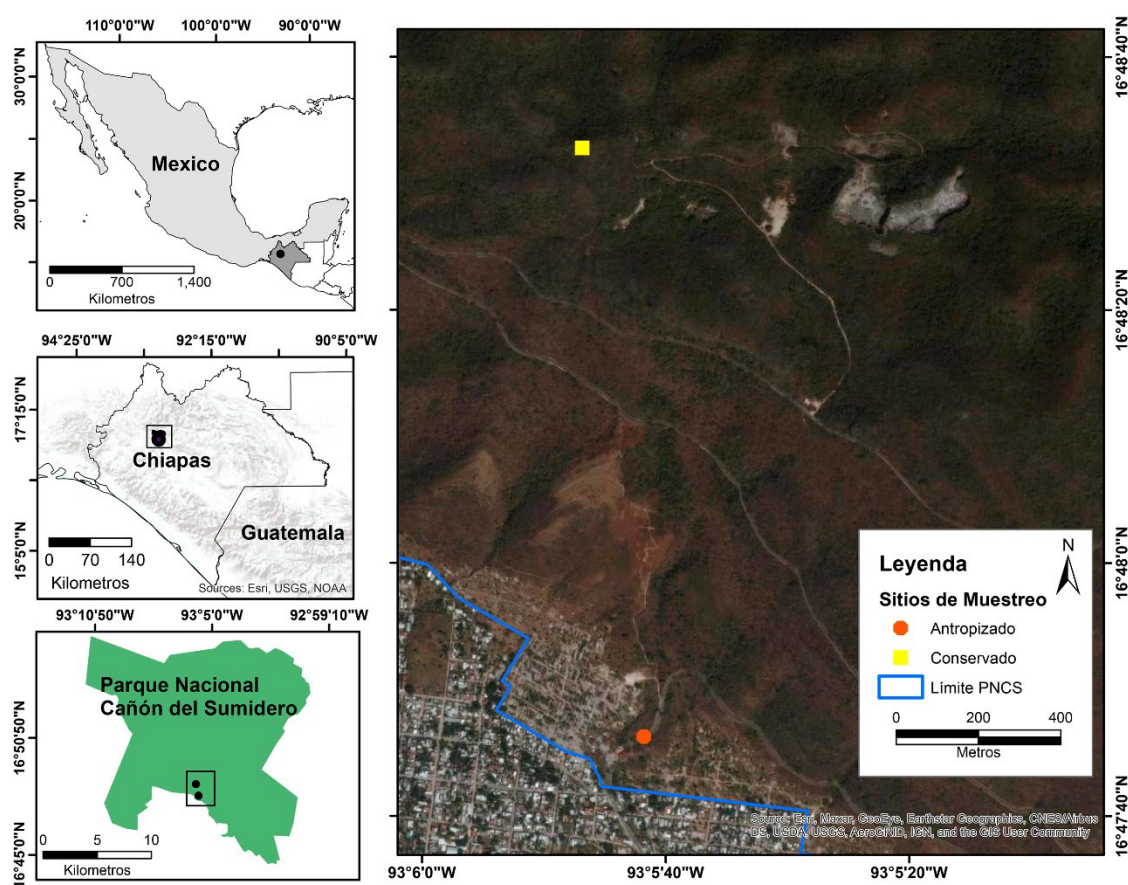 110°0'0"W 100°0'0"W 90°0'0"W
30°0'0"N
20°0'0"N
Mexico
0 700 1,400
Kilometros
94°25'0"W 92°15'0"W 90°5'0"W
17°15'0"N
15°5'0"N
Chiapas
Guatemala
0 70 140
Kilometros
Sources: Esri, USGS, NOAA
93°10'50"W 93°5'0"W 92°59'10"W
16°50'50"N
16°45'0"N
Parque Nacional
Cañón del Sumidero
0 5 10
Kilometros
16°48'40"N
16°48'20"N
16°48'0"N
16°47'40"N
N
Leyenda
Sitios de Muestreo
Antropizado
Conservado
Límite PNCS
0 200 400
Metros
Source: Esri, Maxar, GeoEye, Earthstar Geographics, CNES/Airbus
DS, USDA, USGS, AeroGRID, IGN, and the GIS User Community
93°6'0"W 93°5'40"W 93°5'20"W